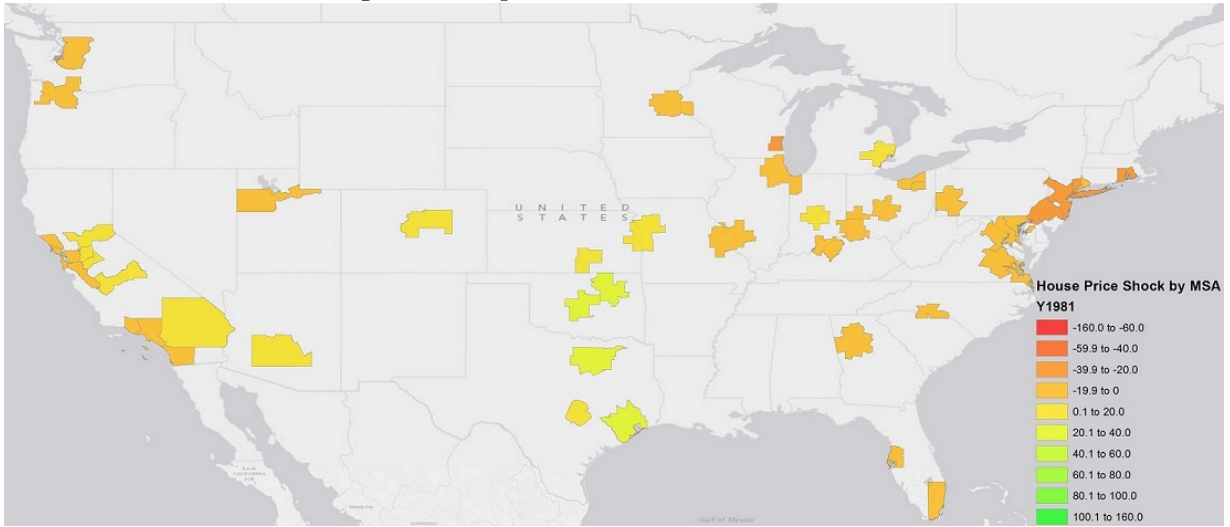 UNITED
STATES
House Price Shock by MSA
Y1981
-160.0 to -60.0
-59.9 to -40.0
-39.9 to -20.0
-19.9 to 0
0.1 to 20.0
20.1 to 40.0
40.1 to 60.0
60.1 to 80.0
80.1 to 100.0
100.1 to 160.0
Gulf of Mexico